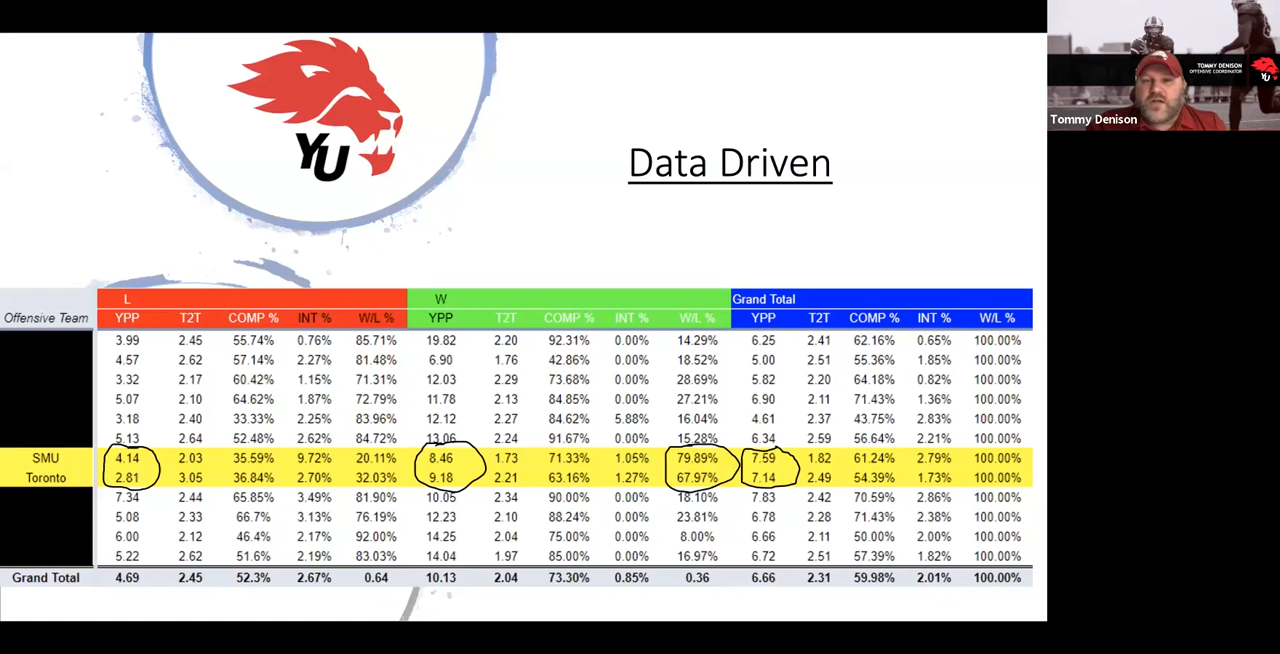 YU
Data Driven
TOMMY DENISON
OFFENSIVE COORDINATOR
YU
Tommy Denison
L W Grand Total
Offensive Team YPP T2T COMP % INT % W/L % YPP T2T COMP % INT % W/L % YPP T2T COMP % INT % W/L %
3.99 2.45 55.74% 0.76% 85.71% 19.82 2.20 92.31% 0.00% 14.29% 6.25 2.41 62.16% 0.65% 100.00%
4.57 2.62 57.14% 2.27% 81.48% 6.90 1.76 42.86% 0.00% 18.52% 5.00 2.51 55.36% 1.85% 100.00%
3.32 2.17 60.42% 1.15% 71.31% 12.03 2.29 73.68% 0.00% 28.69% 5.82 2.20 64.18% 0.82% 100.00%
5.07 2.10 64.62% 1.87% 72.79% 11.78 2.13 84.85% 0.00% 27.21% 6.90 2.11 71.43% 1.36% 100.00%
3.18 2.40 33.33% 2.25% 83.96% 12.12 2.27 84.62% 5.88% 16.04% 4.61 2.37 43.75% 2.83% 100.00%
5.13 2.64 52.48% 2.62% 84.72% 13.06 2.24 91.67% 0.00% 15.28% 6.34 2.59 56.64% 2.21% 100.00%
SMU 4.14 2.03 35.59% 9.72% 20.11% 8.46 1.73 71.33% 1.05% 79.89% 7.59 1.82 61.24% 2.79% 100.00%
Toronto 2.81 3.05 36.84% 2.70% 32.03% 9.18 2.21 63.16% 1.27% 67.97% 7.14 2.49 54.39% 1.73% 100.00%
7.34 2.44 65.85% 3.49% 81.90% 10.05 2.34 90.00% 0.00% 18.10% 7.83 2.42 70.59% 2.86% 100.00%
5.08 2.33 66.7% 3.13% 76.19% 12.23 2.10 88.24% 0.00% 23.81% 6.78 2.28 71.43% 2.38% 100.00%
6.00 2.12 46.4% 2.17% 92.00% 14.25 2.04 75.00% 0.00% 8.00% 6.66 2.11 50.00% 2.00% 100.00%
5.22 2.62 51.6% 2.19% 83.03% 14.04 1.97 85.00% 0.00% 16.97% 6.72 2.51 57.39% 1.82% 100.00%
Grand Total 4.69 2.45 52.3% 2.67% 0.64 10.13 2.04 73.30% 0.85% 0.36 6.66 2.31 59.98% 2.01% 100.00%